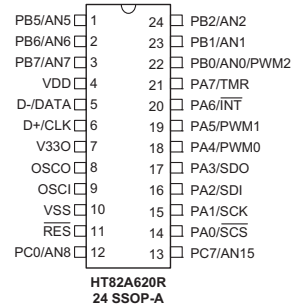 PB5/AN5 1 24 PB2/AN2
PB6/AN6 2 23 PB1/AN1
PB7/AN7 3 22 PB0/AN0/PWM2
VDD 4 21 PA7/TMR
D-/DATA 5 20 PA6/INT
D+/CLK 6 19 PA5/PWM1
V33O 7 18 PA4/PWM0
OSCO 8 17 PA3/SDO
OSCI 9 16 PA2/SDI
VSS 10 15 PA1/SCK
RES 11 14 PA0/SCS
PC0/AN8 12 13 PC7/AN15
HT82A620R
24 SSOP-A